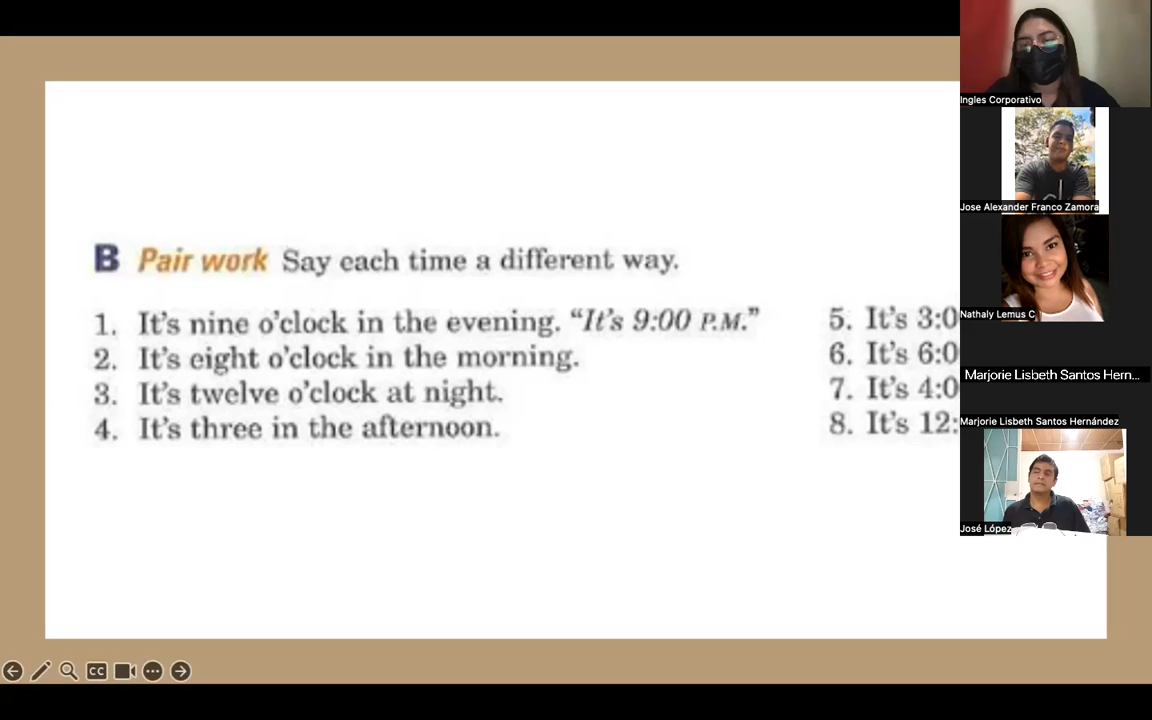 B Pair work Say each time a different way.
1. It's nine o'clock in the evening. "It's 9:00 P.M."
2. It's eight o'clock in the morning.
3. It's twelve o'clock at night.
4. It's three in the afternoon.
5. It's 3:0
6. It's 6:0
7. It's 4:0
8. It's 12:
CC
Ingles Corporativo
Jose Alexander Franco Zamora
Nathaly Lemus C
Marjorie Lisbeth Santos Hern...
Marjorie Lisbeth Santos Hernández
José López